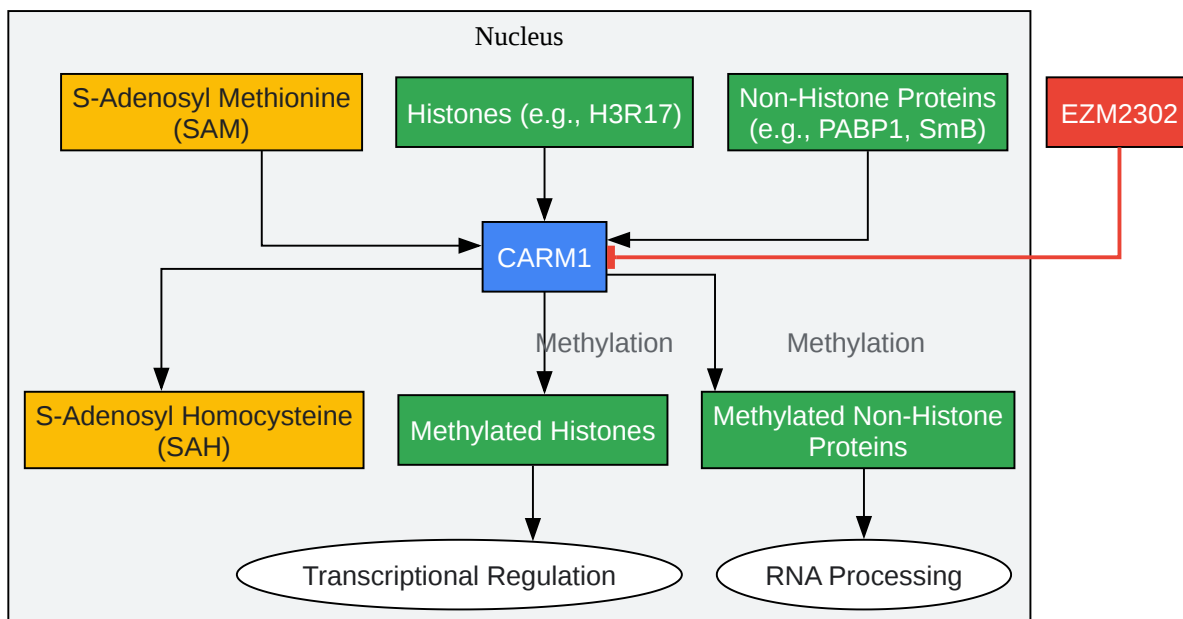 Nucleus
S-Adenosyl Methionine
(SAM)
Histones (e.g., H3R17)
Non-Histone Proteins
(e.g., PABP1, SmB)
EZM2302
CARM1
Methylation
Methylation
S-Adenosyl Homocysteine
(SAH)
Methylated Histones
Methylated Non-Histone
Proteins
Transcriptional Regulation
RNA Processing